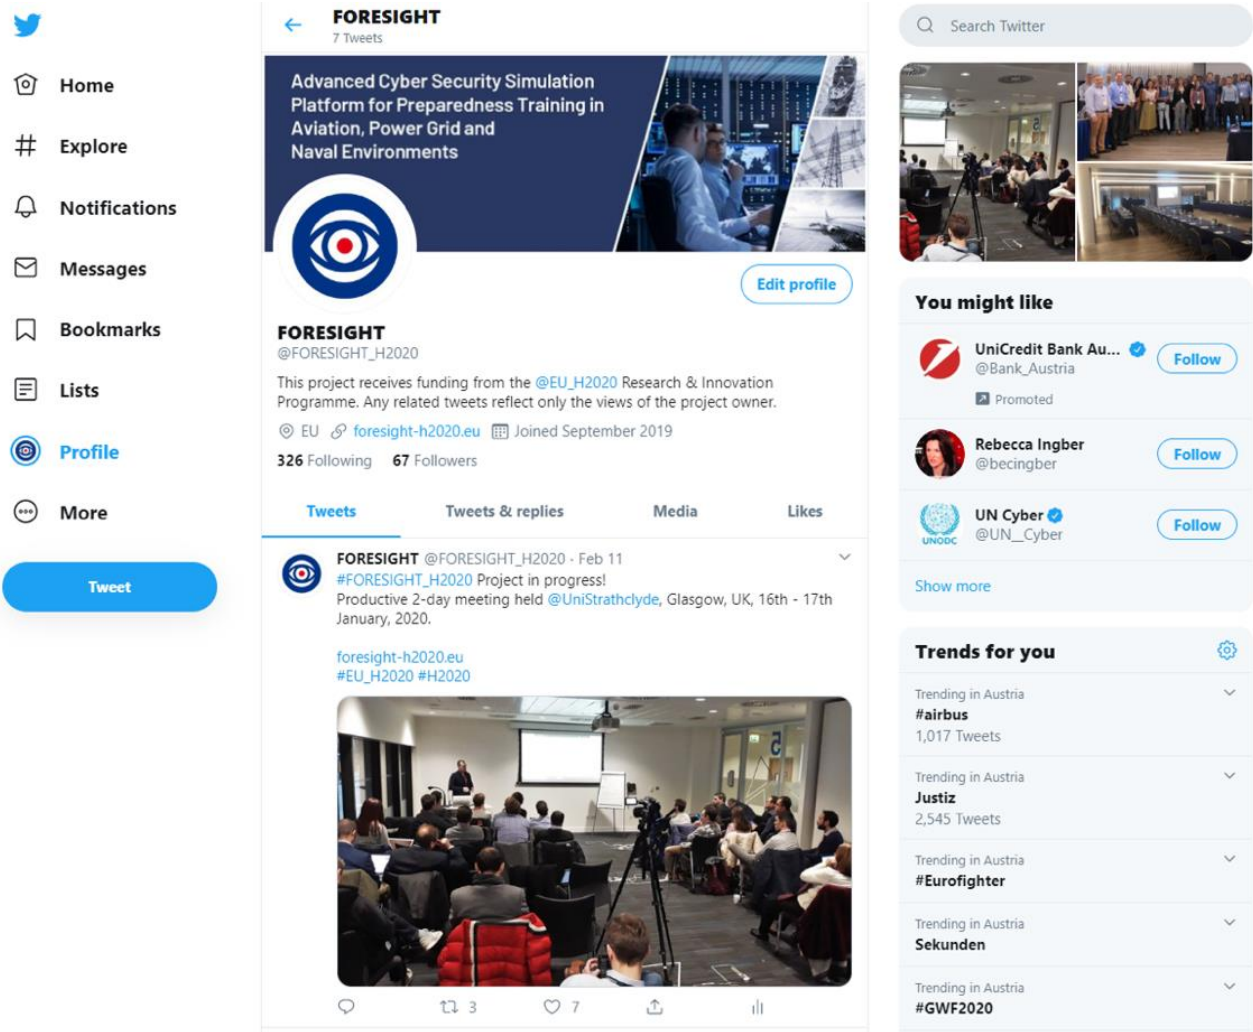 Home
Explore
Notifications
Messages
Bookmarks
Lists
Profile
More
Tweet
FORESIGHT
7 Tweets
Advanced Cyber Security Simulation
Platform for Preparedness Training in
Aviation, Power Grid and
Naval Environments
Edit profile
FORESIGHT
@FORESIGHT_H2020
This project receives funding from the @EU_H2020 Research & Innovation
Programme. Any related tweets reflect only the views of the project owner.
EU foresight-h2020.eu Joined September 2019
326 Following 67 Followers
Tweets Tweets & replies Media Likes
FORESIGHT @FORESIGHT_H2020 · Feb 11
#FORESIGHT_H2020 Project in progress!
Productive 2-day meeting held @UniStrathclyde, Glasgow, UK, 16th - 17th
January, 2020.
foresight-h2020.eu
#EU_H2020 #H2020
5
3 7
Search Twitter
You might like
UniCredit Bank Au...
@Bank_Austria
Follow
Promoted
Rebecca Ingber
@becingber
Follow
UNODC
UN Cyber
@UN__Cyber
Follow
Show more
Trends for you
Trending in Austria
#airbus
1,017 Tweets
Trending in Austria
Justiz
2,545 Tweets
Trending in Austria
#Eurofighter
Trending in Austria
Sekunden
Trending in Austria
#GWF2020